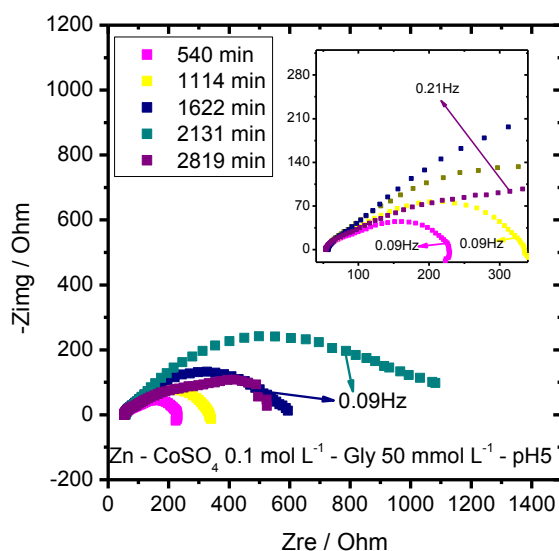 1200
1000
800
600
400
200
0
-200
-Zimg / Ohm
540 min
1114 min
1622 min
2131 min
2819 min
280
210
140
70
0
100
200
300
0.21Hz
0.09Hz
0.09Hz
0.09Hz
Zn - CoSO₄ 0.1 mol L⁻¹ - Gly 50 mmol L⁻¹ - pH5
0 200 400 600 800 1000 1200 1400
Zre / Ohm